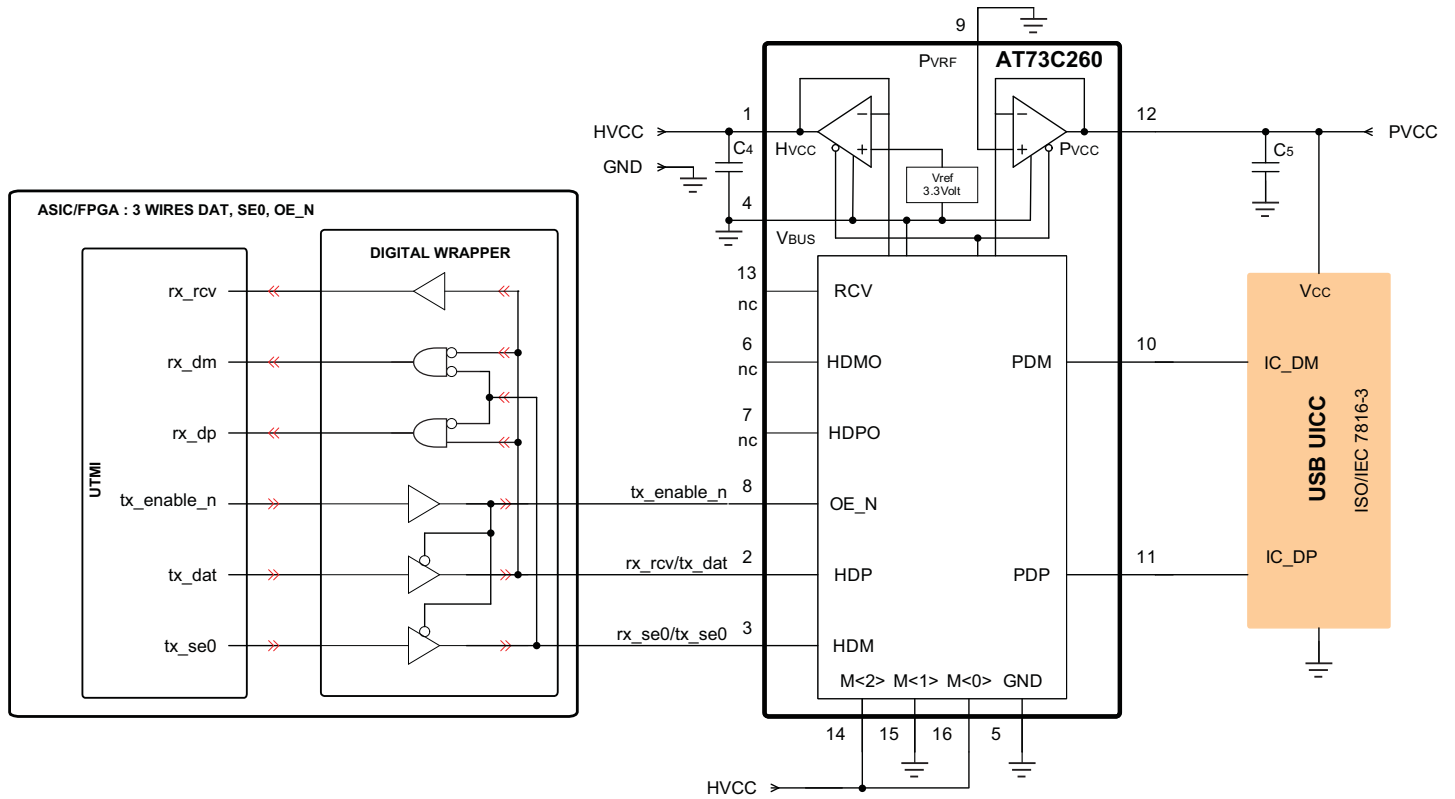 9
PVRF
AT73C260
1
12
HVCC
PVCC
C4
HVCC
PVCC
C5
GND
Vref
3.3Volt
4
VBUS
ASIC/FPGA : 3 WIRES DAT, SE0, OE_N
DIGITAL WRAPPER
UTMI
rx_rcv
rx_dm
rx_dp
tx_enable_n
tx_dat
tx_se0
13
nc
RCV
6
nc
HDMO
7
nc
HDPO
tx_enable_n
8
OE_N
rx_rcv/tx_dat
2
HDP
rx_se0/tx_se0
3
HDM
PDM
10
PDP
11
Vcc
IC_DM
USB UICC
ISO/IEC 7816-3
IC_DP
M<2> M<1> M<0> GND
14 15 16 5
HVCC